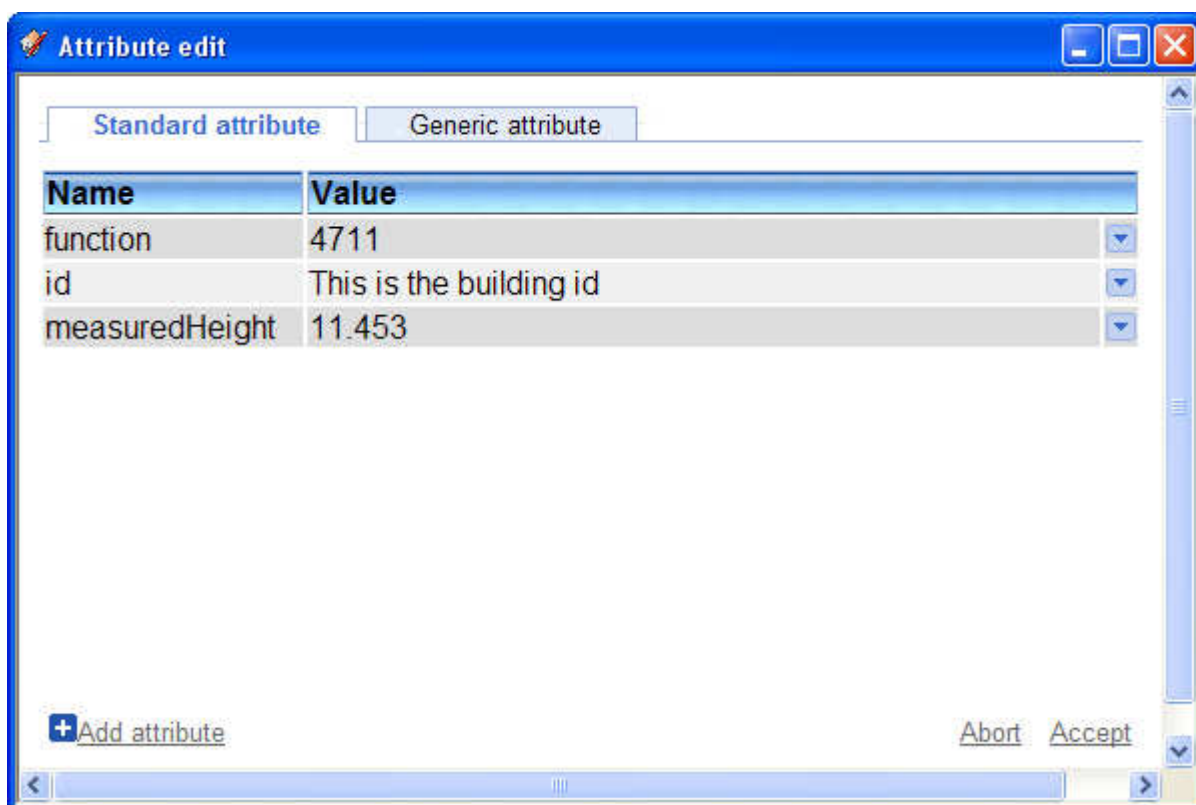 Attribute edit
Standard attribute Generic attribute
Name Value
function 4711
id This is the building id
measuredHeight 11.453
Add attribute Abort Accept